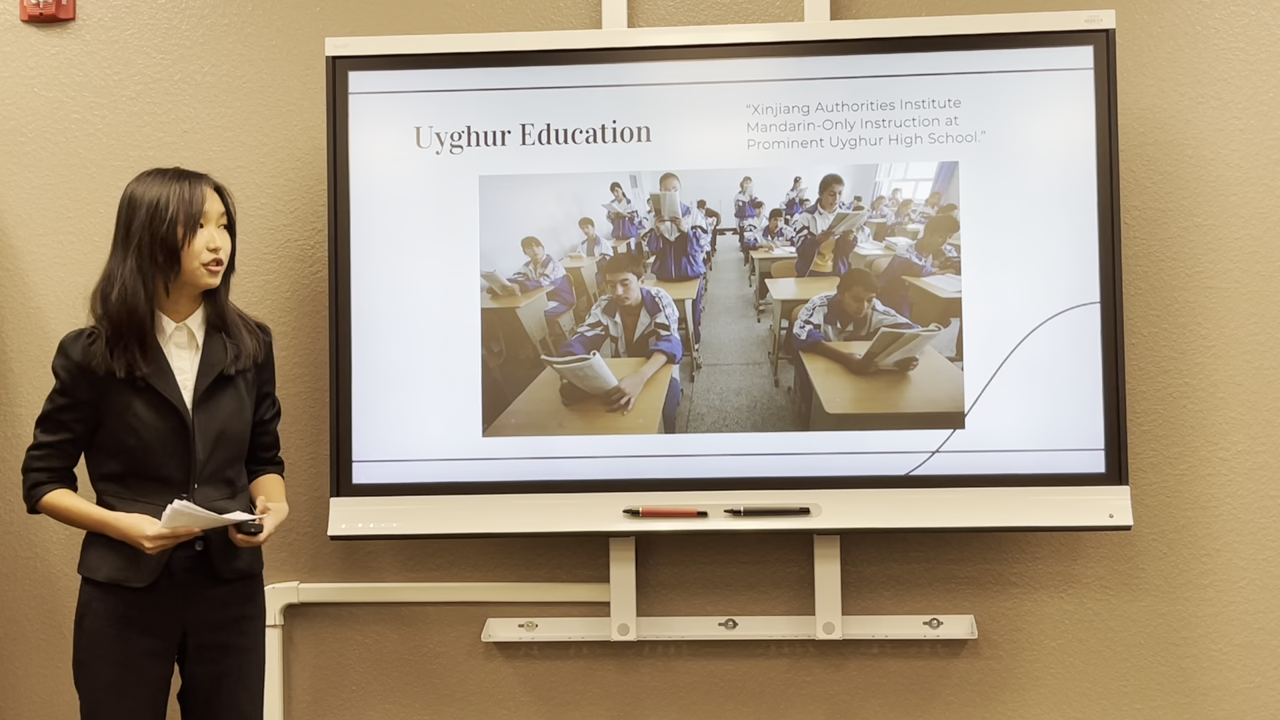 Uyghur Education
“Xinjiang Authorities Institute
Mandarin-Only Instruction at
Prominent Uyghur High School.”